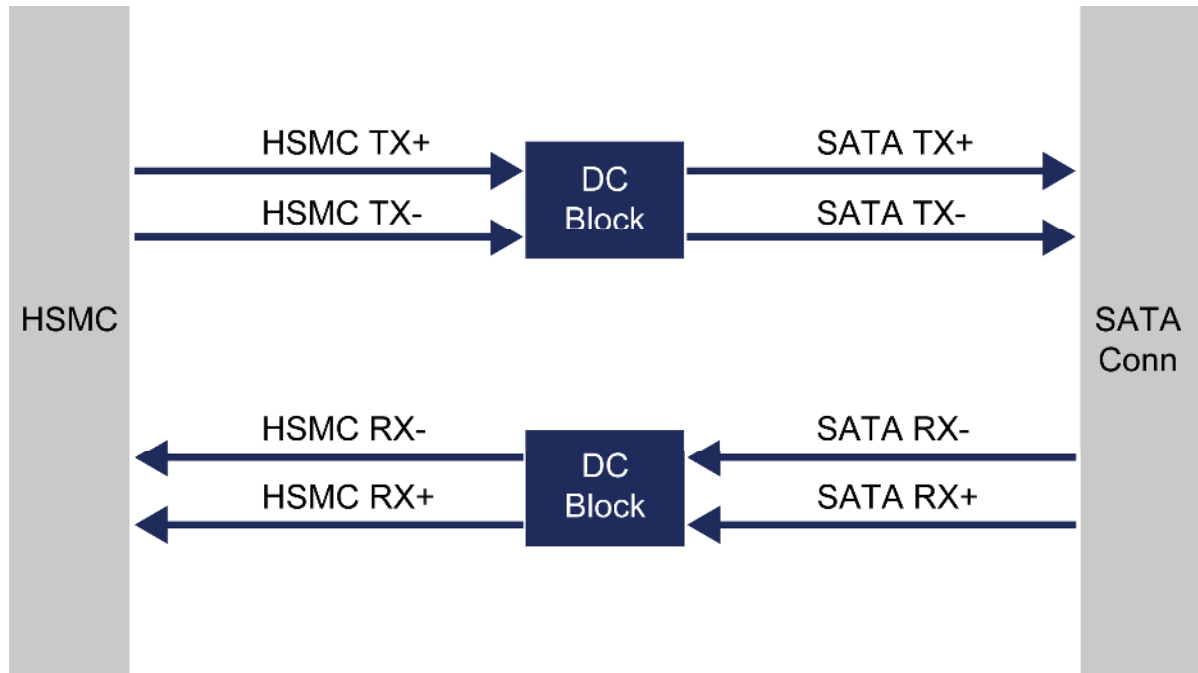 HSMC TX+
SATA TX+
DC
Block
HSMC TX-
SATA TX-
HSMC
SATA
Conn
HSMC RX-
SATA RX-
DC
Block
HSMC RX+
SATA RX+